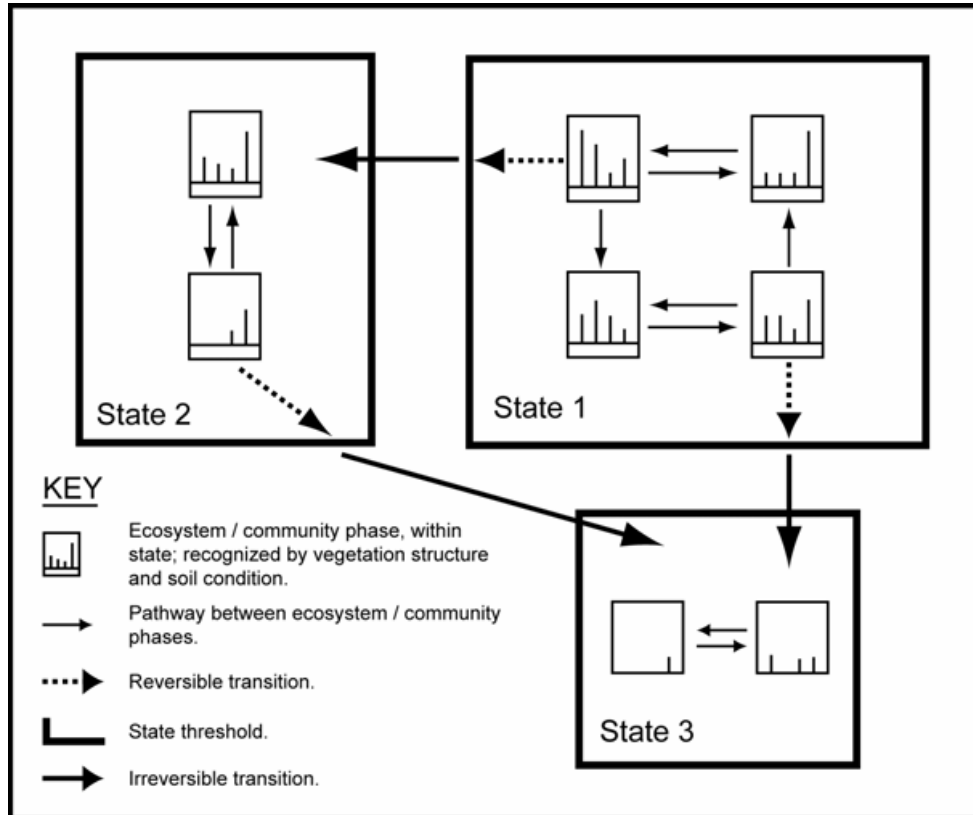 State 2
State 1
State 3
KEY
Ecosystem / community phase, within
state; recognized by vegetation structure
and soil condition.
Pathway between ecosystem / community
phases.
Reversible transition.
State threshold.
Irreversible transition.